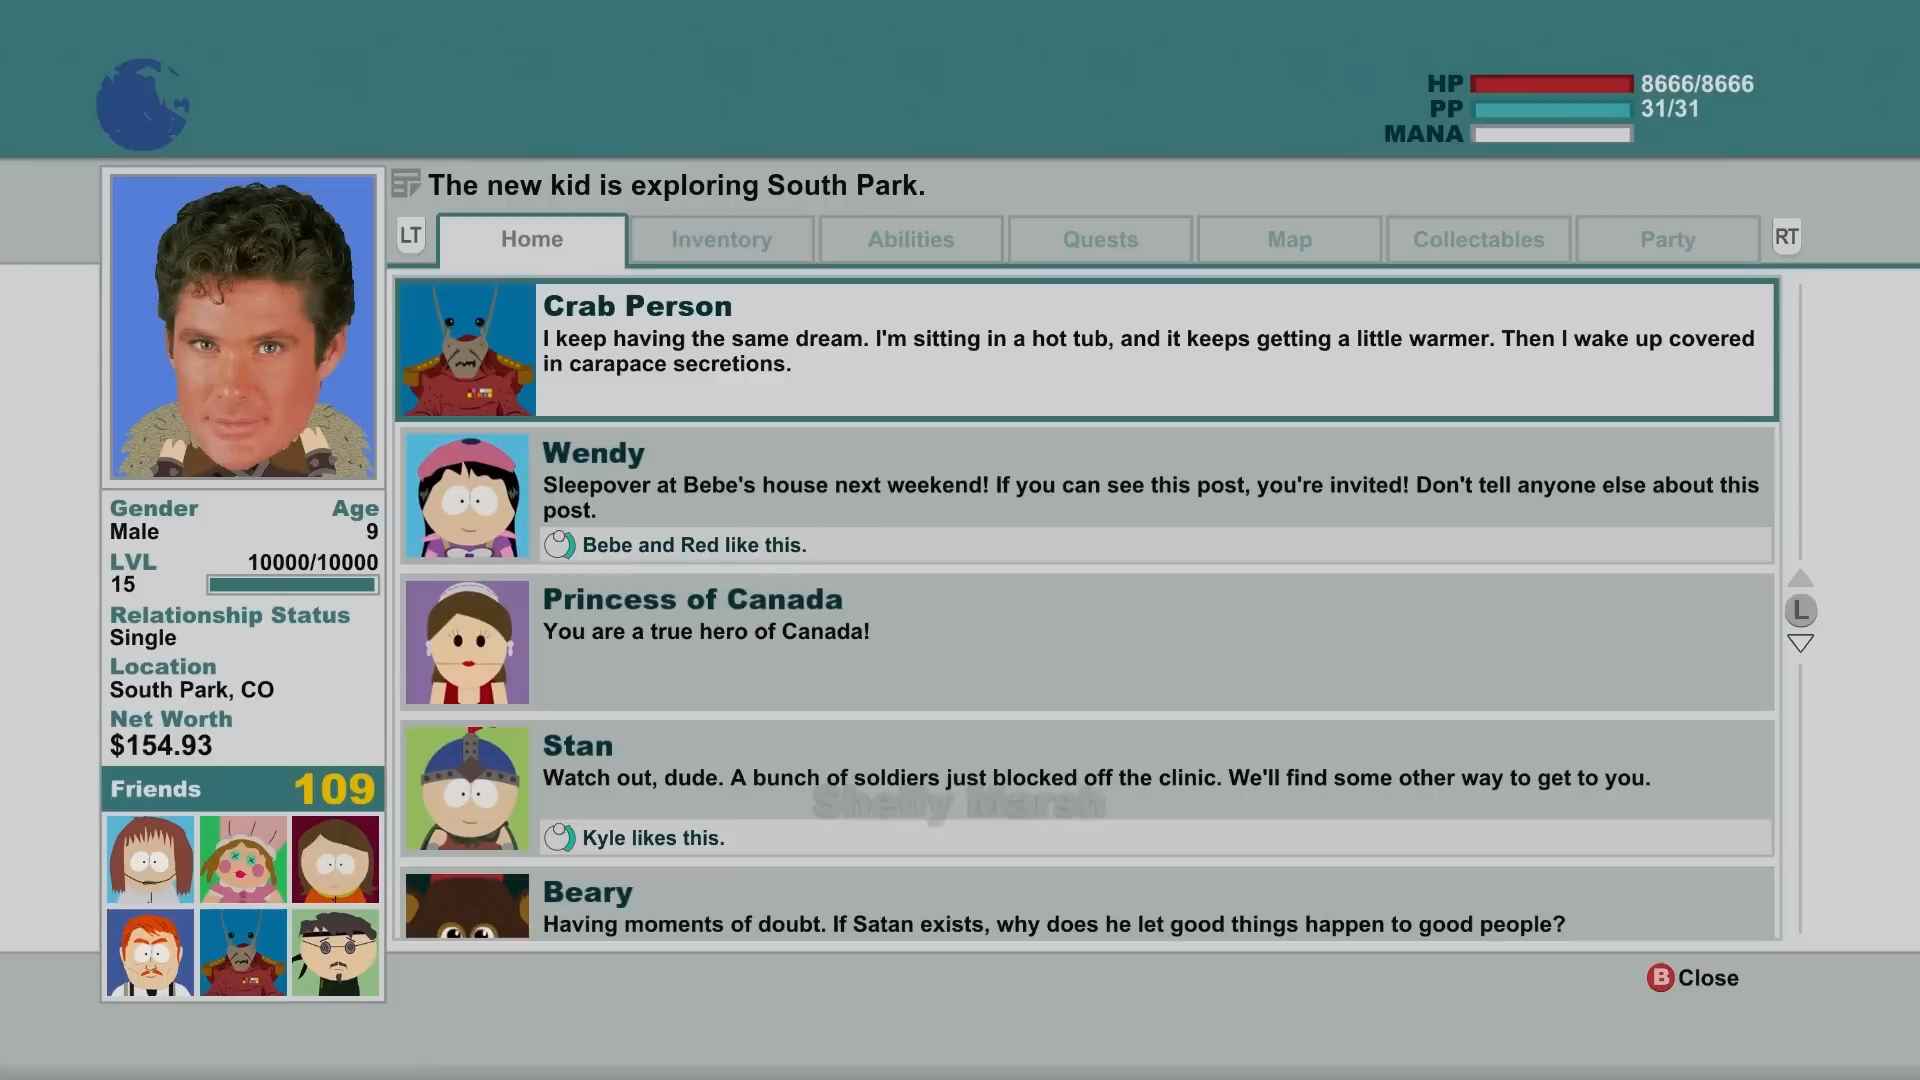 HP 8666/8666
PP 31/31
MANA
The new kid is exploring South Park.
LT Home Inventory Abilities Quests Map Collectables Party RT
Gender Age
Male 9
LVL 10000/10000
15
Relationship Status
Single
Location
South Park, CO
Net Worth
$154.93
Friends 109
Crab Person
I keep having the same dream. I'm sitting in a hot tub, and it keeps getting a little warmer. Then I wake up covered
in carapace secretions.
Wendy
Sleepover at Bebe's house next weekend! If you can see this post, you're invited! Don't tell anyone else about this
post.
Bebe and Red like this.
Princess of Canada
You are a true hero of Canada!
Stan
Watch out, dude. A bunch of soldiers just blocked off the clinic. We'll find some other way to get to you.
Shelly Marsh
Kyle likes this.
Beary
Having moments of doubt. If Satan exists, why does he let good things happen to good people?
L
B Close